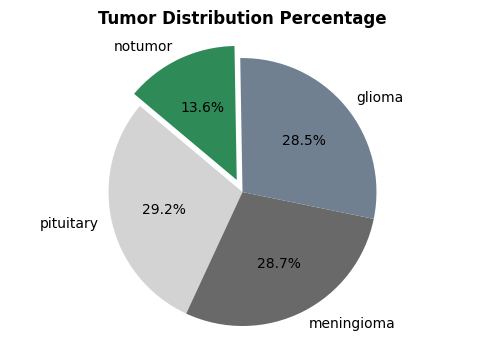 Tumor Distribution Percentage
notumor
13.6%
glioma
28.5%
pituitary
29.2%
28.7%
meningioma